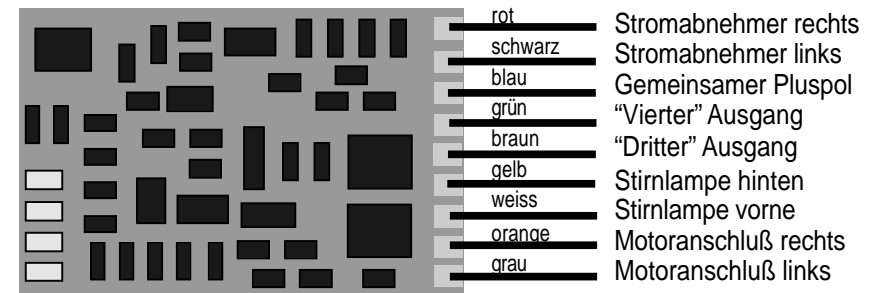 rot Stromabnehmer rechts
schwarz Stromabnehmer links
blau Gemeinsamer Pluspol
grün “Vierter” Ausgang
braun “Dritter” Ausgang
gelb Stirnlampe hinten
weiss Stirnlampe vorne
orange Motoranschluß rechts
grau Motoranschluß links